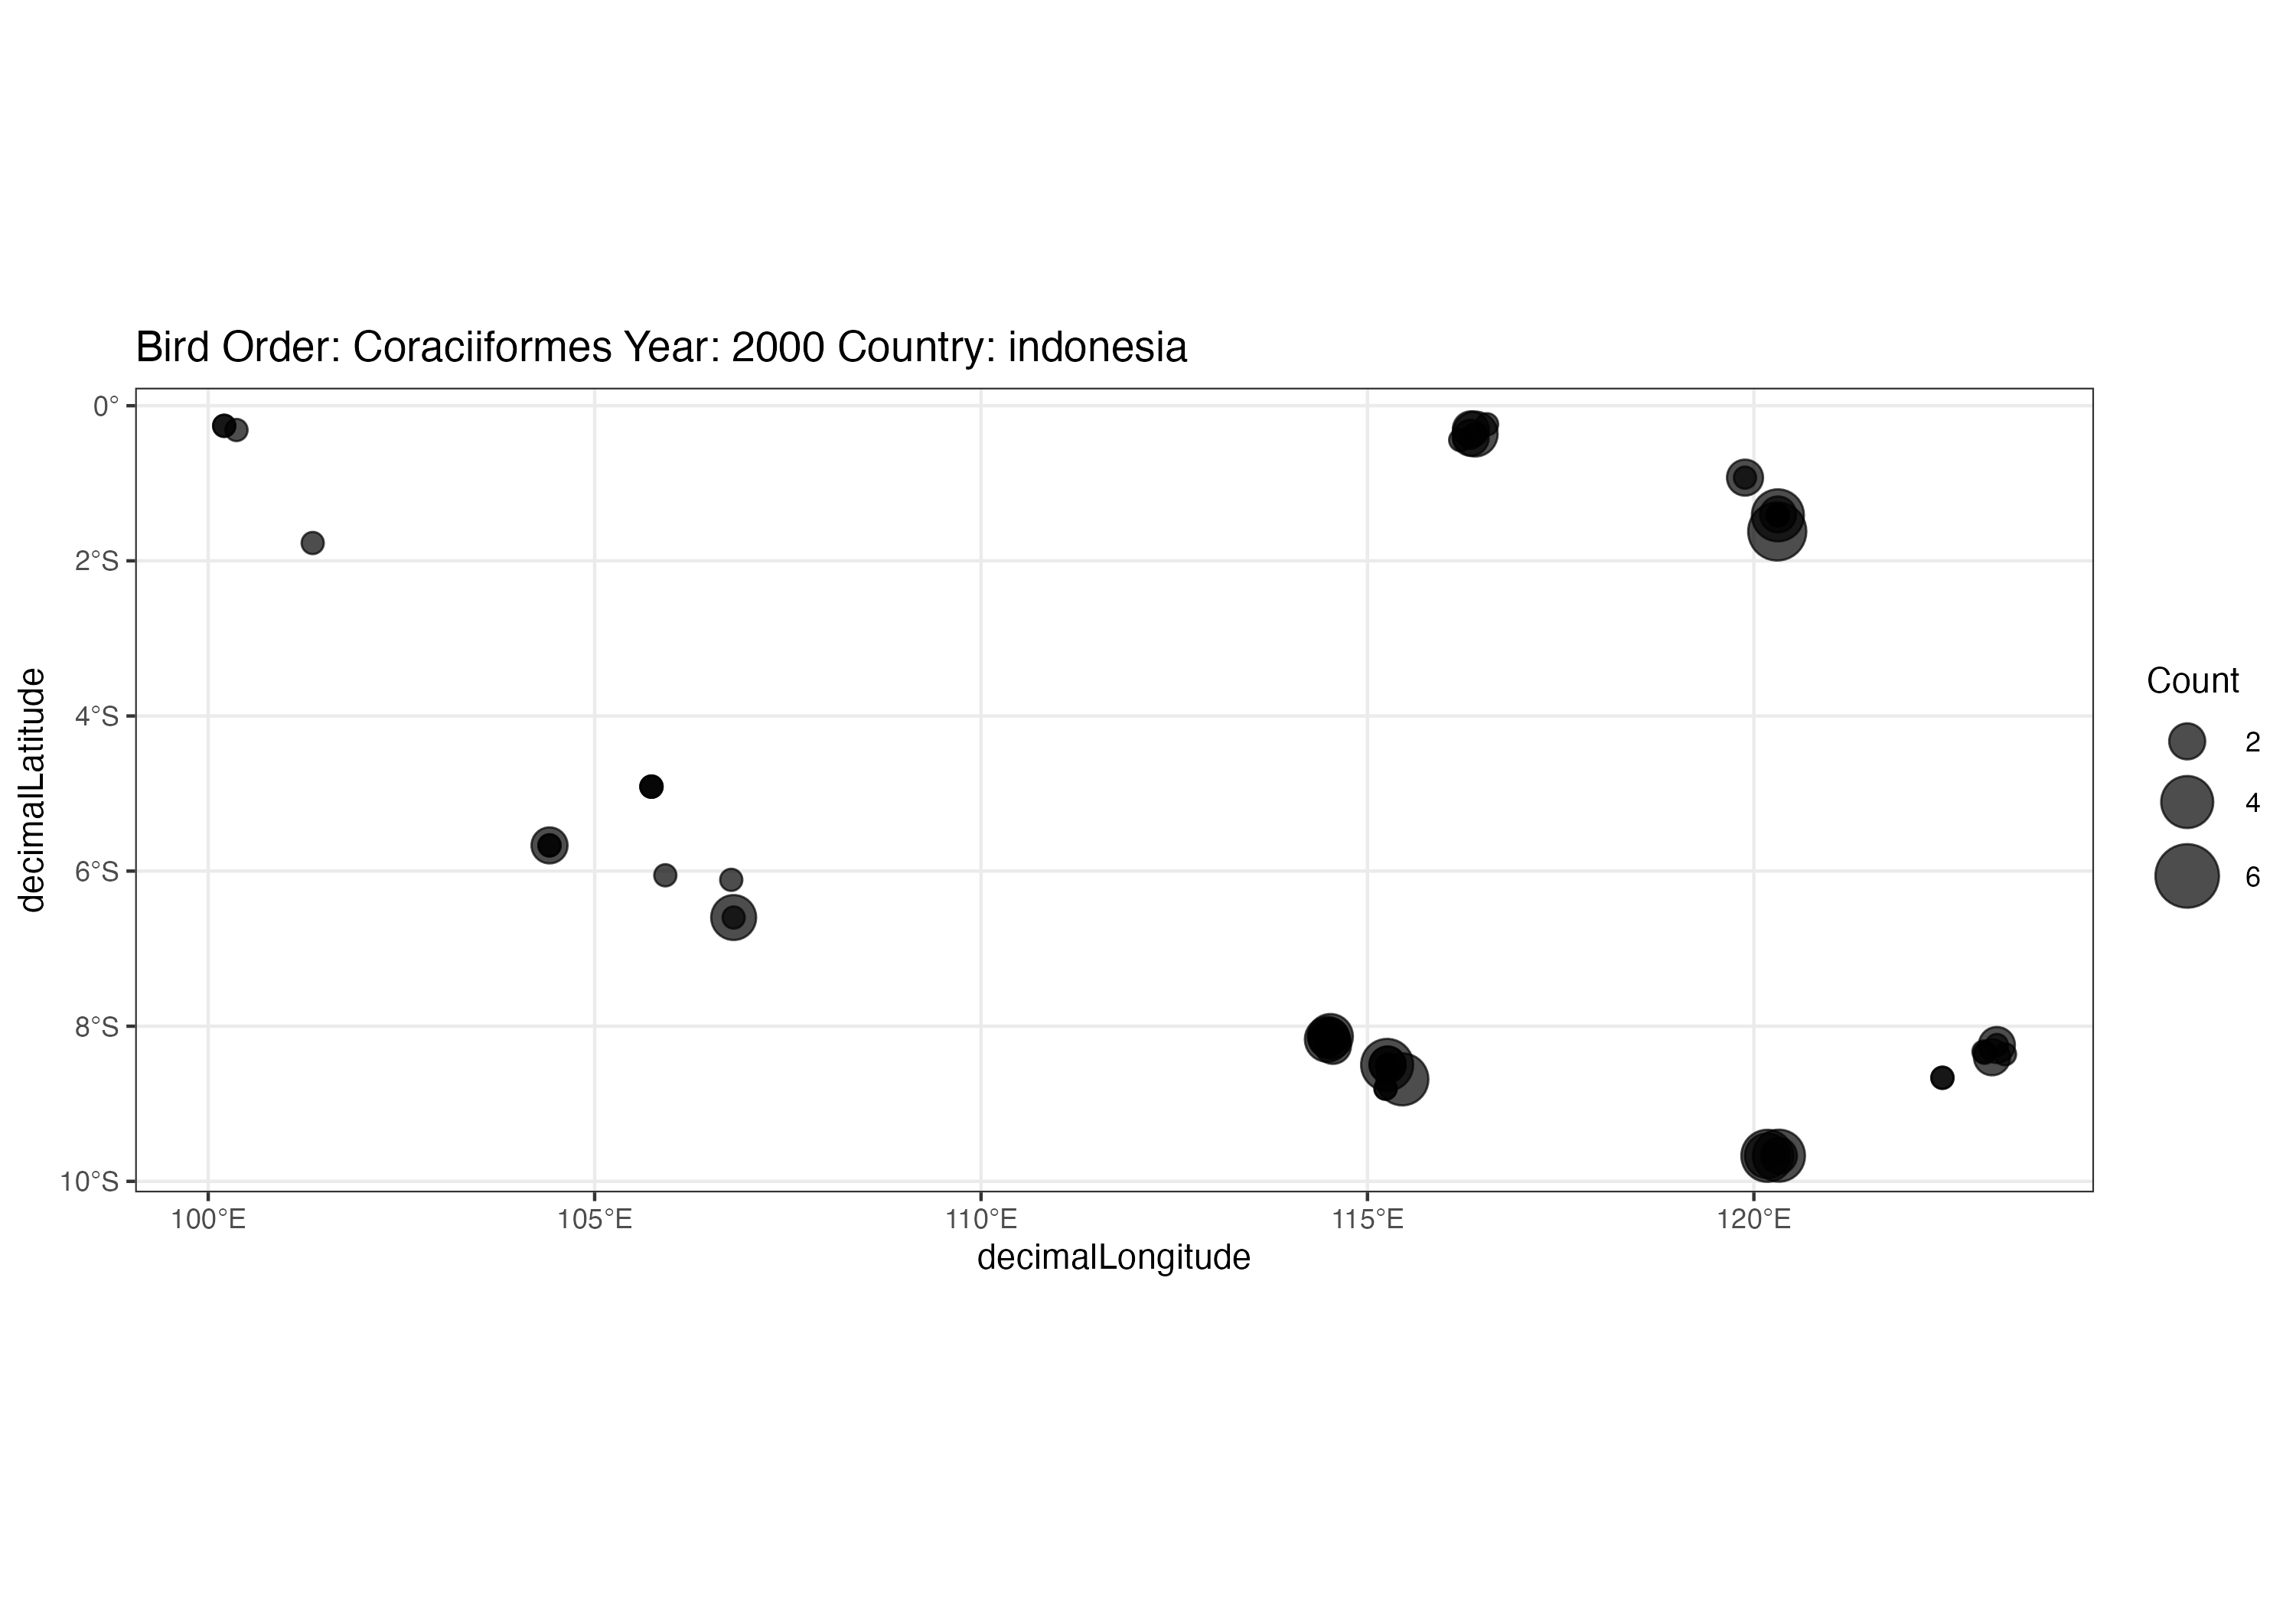 Bird Order: Coraciiformes Year: 2000 Country: indonesia
0°
2°S
4°S
6°S
8°S
10°S
decimalLatitude
100°E
105°E
110°E
115°E
120°E
decimalLongitude
Count
2
4
6